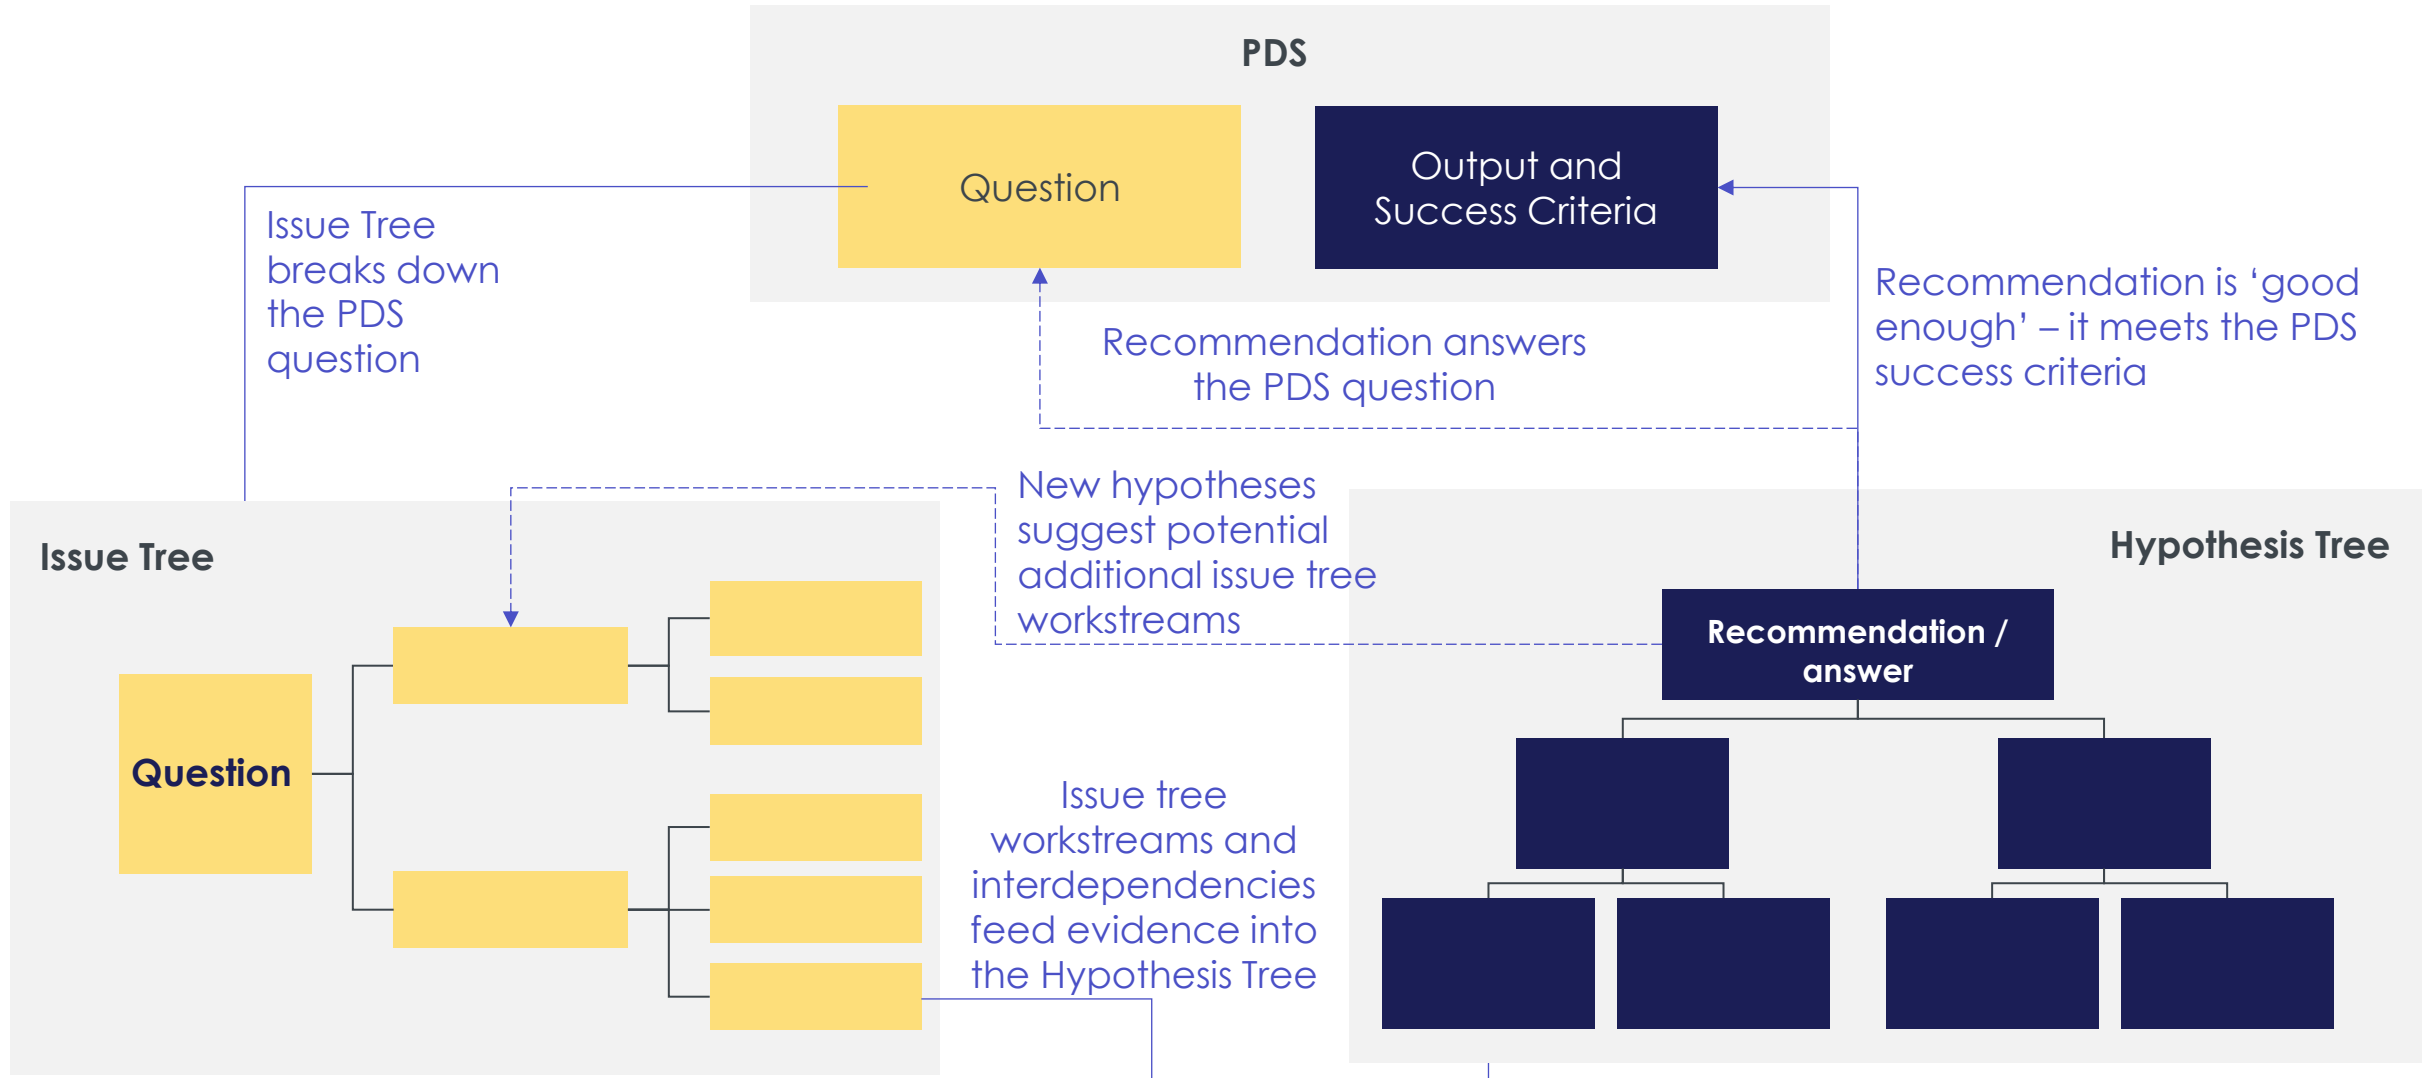 PDS
Question
Output and
Success Criteria
Issue Tree
breaks down
the PDS
question
Recommendation answers
the PDS question
Recommendation is ‘good
enough’ – it meets the PDS
success criteria
New hypotheses
suggest potential
additional issue tree
workstreams
Issue Tree
Question
Issue tree
workstreams and
interdependencies
feed evidence into
the Hypothesis Tree
Hypothesis Tree
Recommendation /
answer